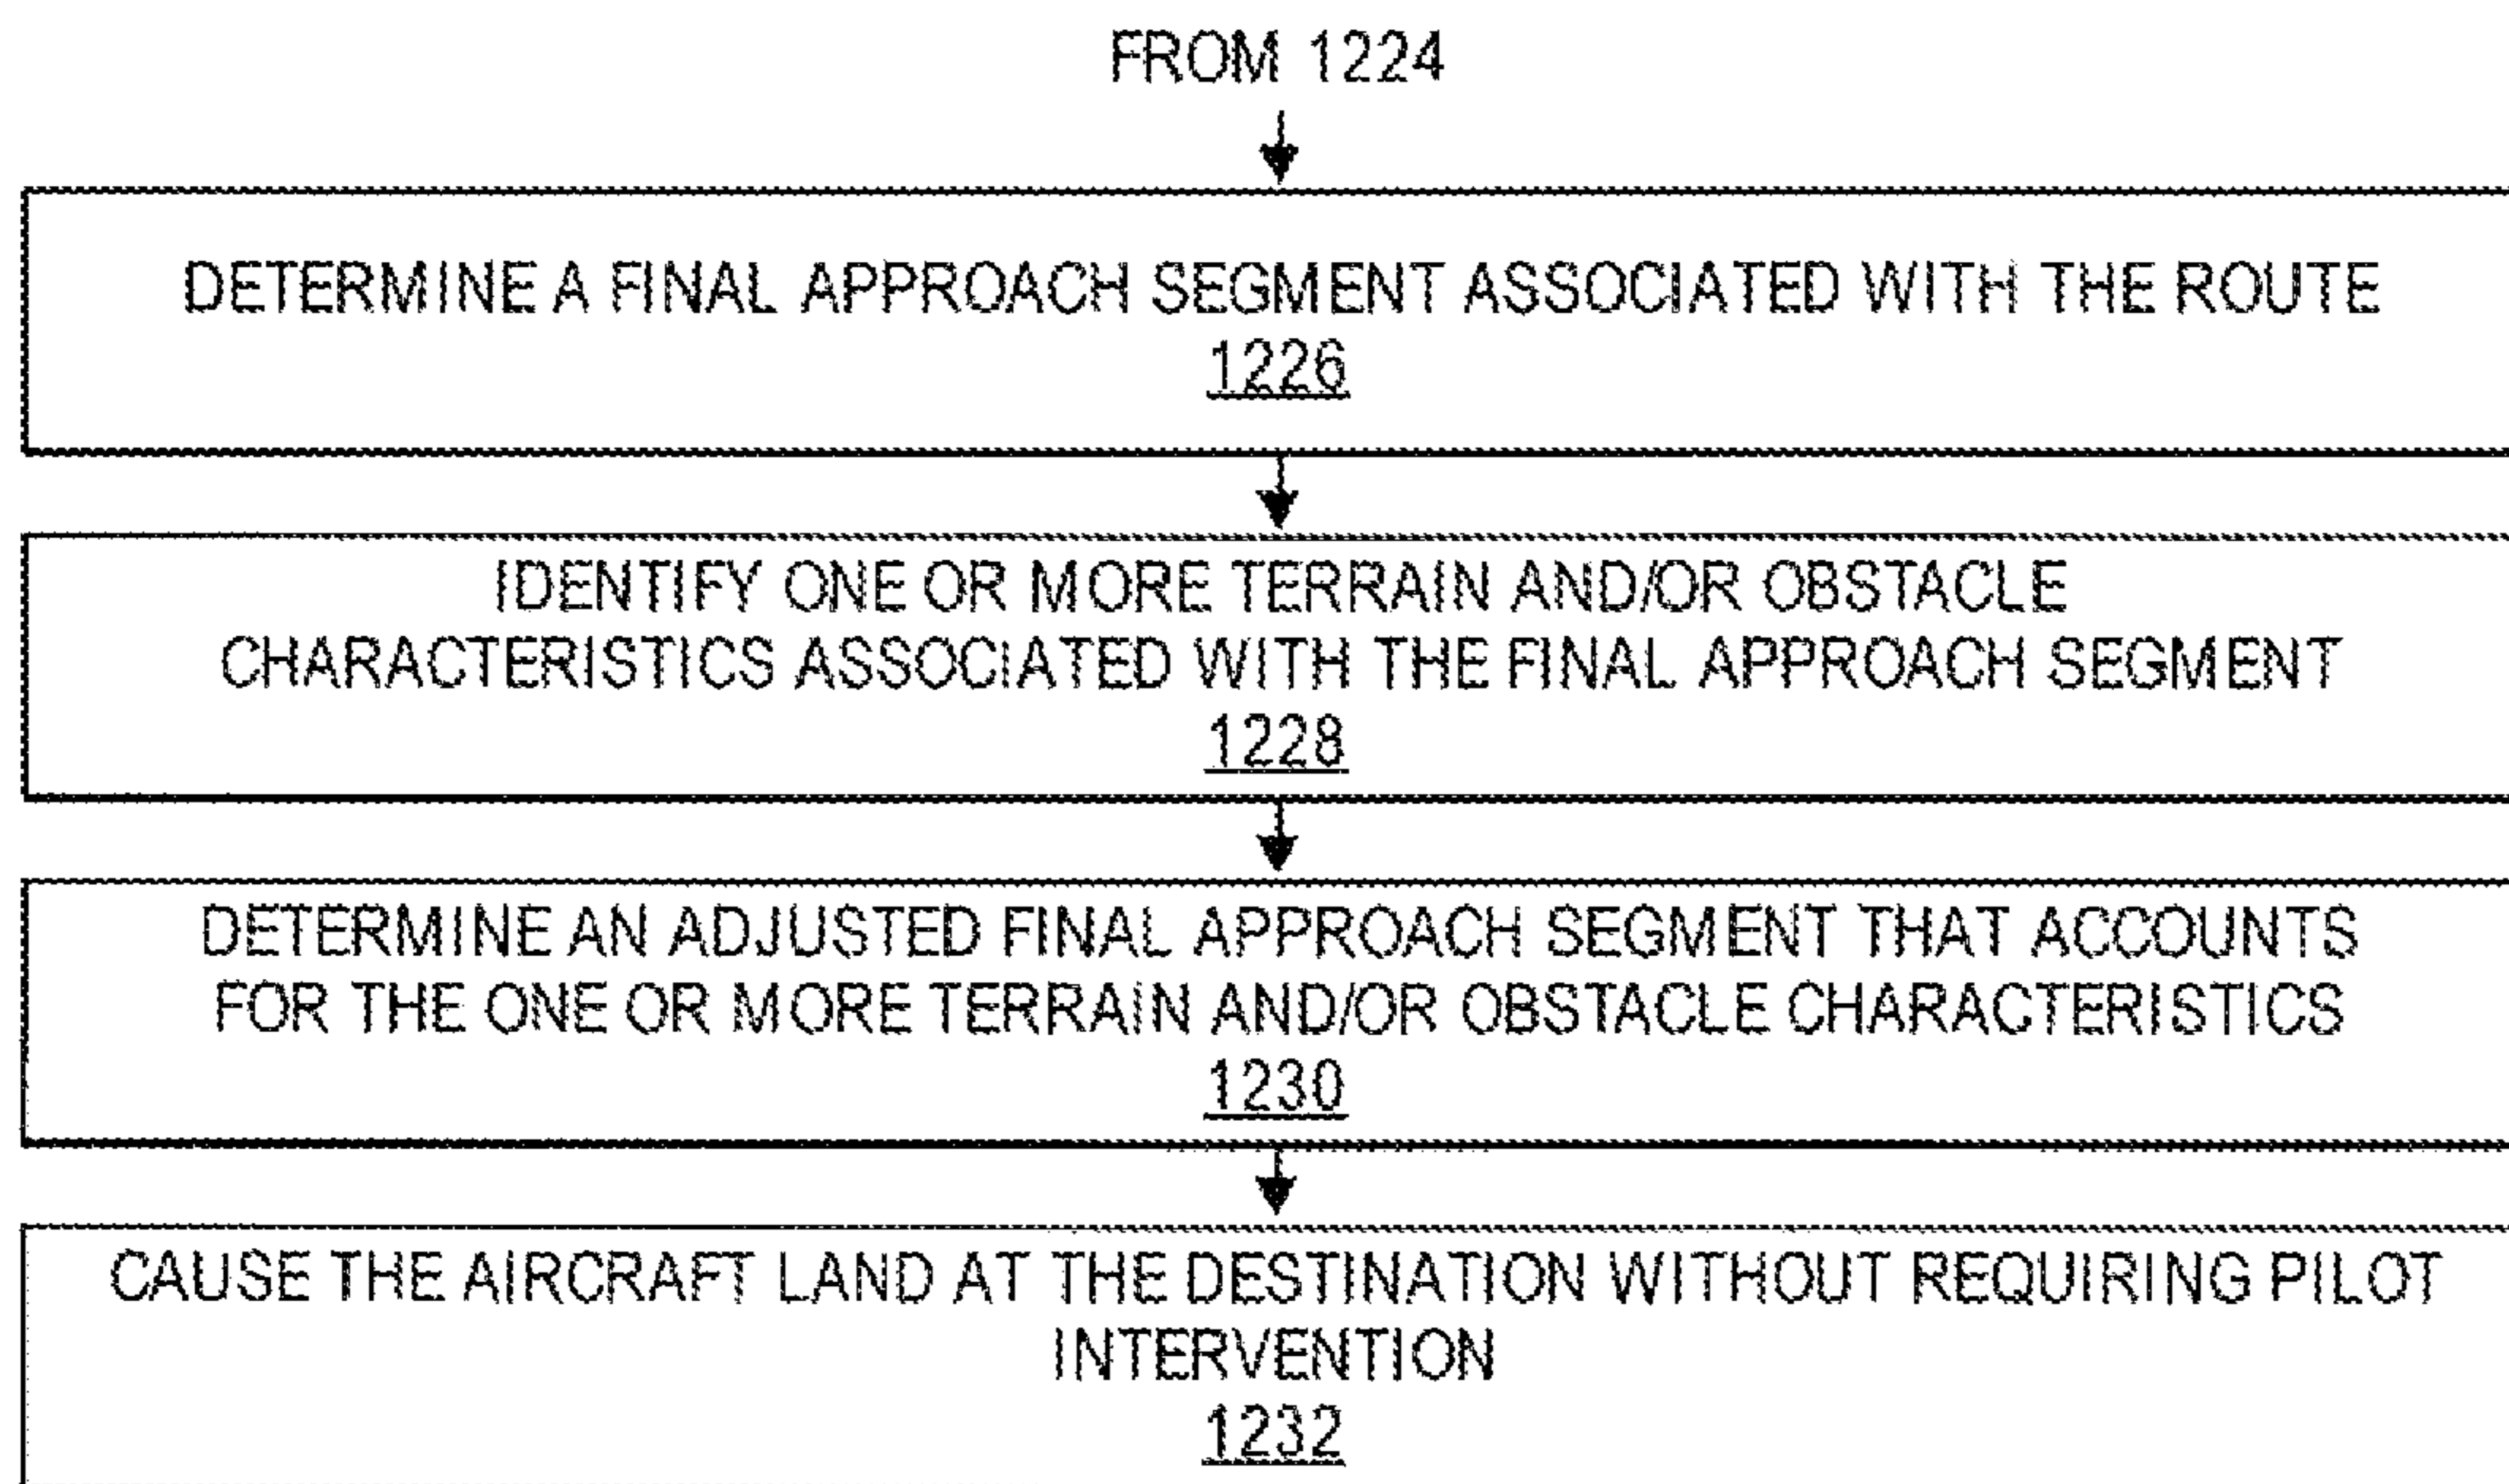 FROM 1224
DETERMINE A FINAL APPROACH SEGMENT ASSOCIATED WITH THE ROUTE
1226
IDENTIFY ONE OR MORE TERRAIN AND/OR OBSTACLE
CHARACTERISTICS ASSOCIATED WITH THE FINAL APPROACH SEGMENT
1228
DETERMINE AN ADJUSTED FINAL APPROACH SEGMENT THAT ACCOUNTS
FOR THE ONE OR MORE TERRAIN AND/OR OBSTACLE CHARACTERISTICS
1230
CAUSE THE AIRCRAFT LAND AT THE DESTINATION WITHOUT REQUIRING PILOT
INTERVENTION
1232